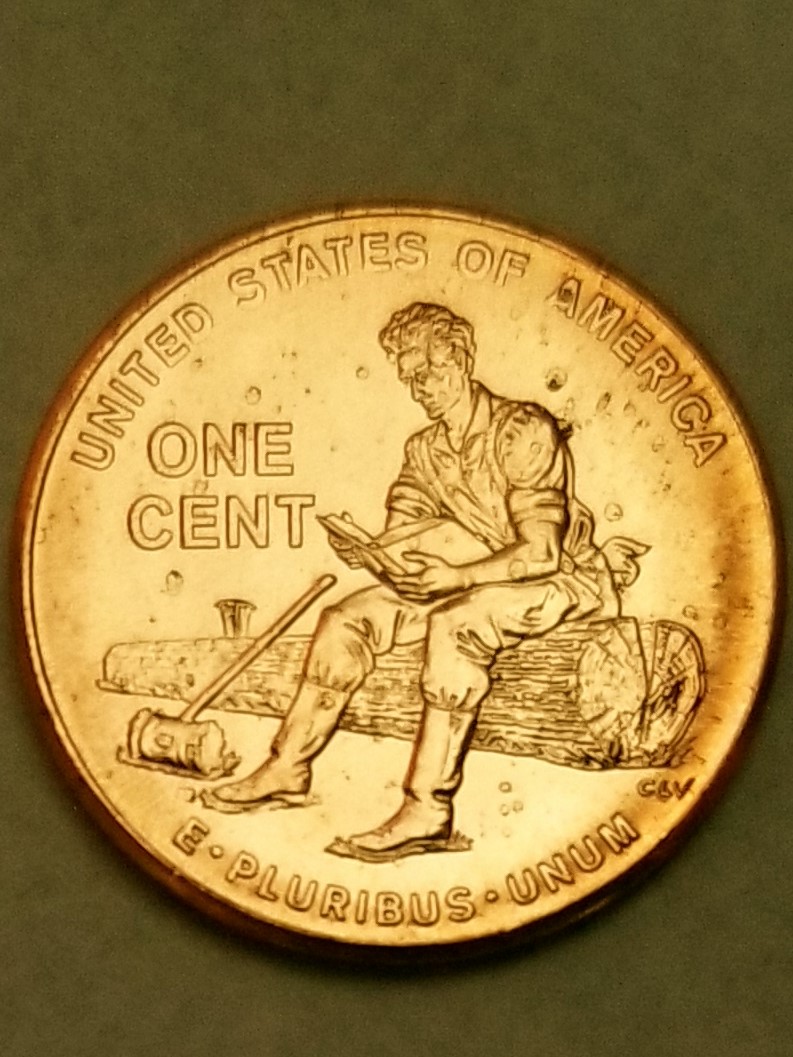 UNITED STATES OF AMERICA
ONE
CENT
CLV
E · PLURIBUS · UNUM